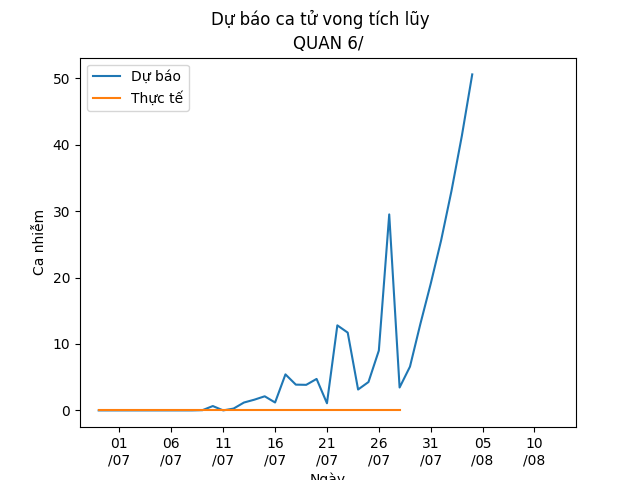 Dự báo ca tử vong tích lũy
QUAN 6/
Dự báo
Thực tế
Ca nhiễm
50
40
30
20
10
0
01 06 11 16 21 26 31 05 10
/07 /07 /07 /07 /07 /07 /07 /08 /08
Ngày